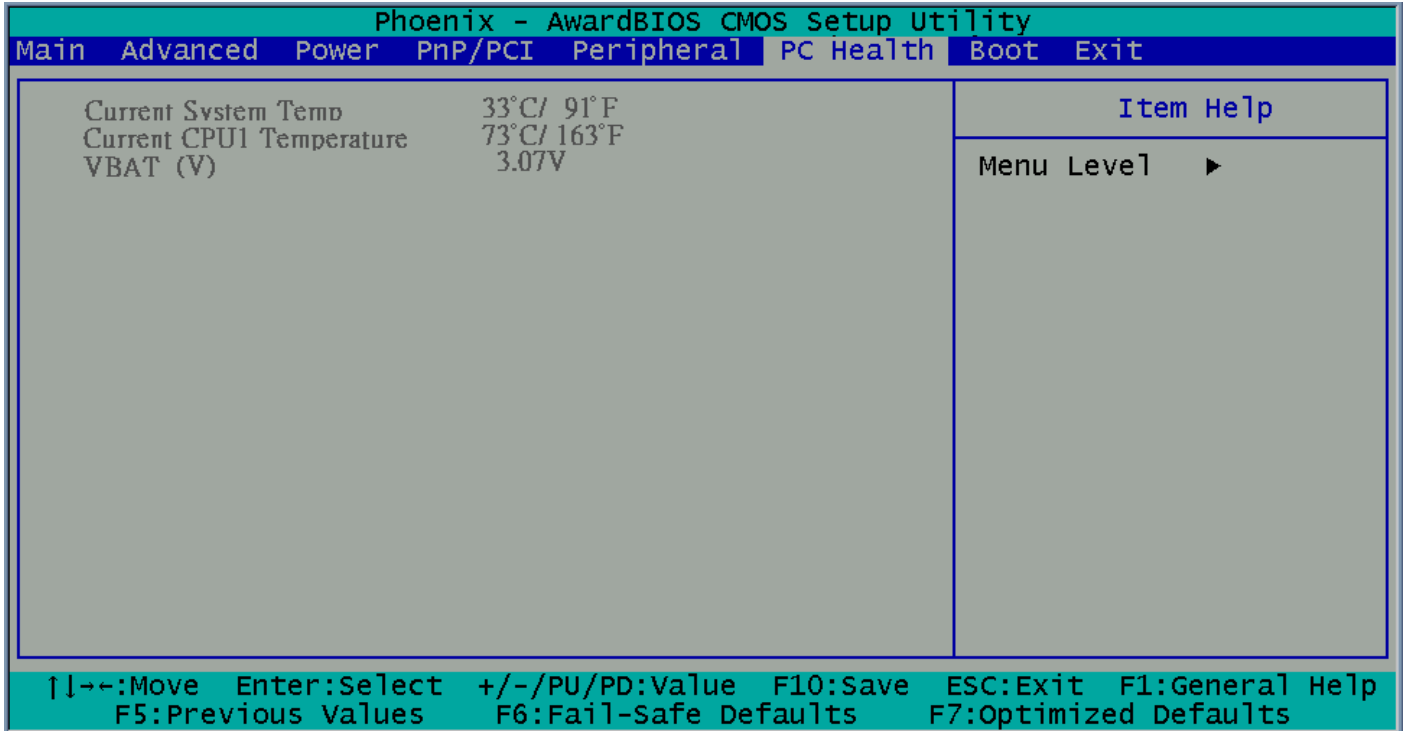 Phoenix - AwardBIOS CMOS Setup Utility
Main Advanced Power PnP/PCI Peripheral PC Health Boot Exit
Current System Temp 33°C/ 91°F
Current CPU1 Temperature 73°C/ 163°F
VBAT (V) 3.07V
Item Help
Menu Level ►
↑↓→←:Move Enter:Select +/-/PU/PD:Value F10:Save ESC:Exit F1:General Help
F5:Previous Values F6:Fail-Safe Defaults F7:Optimized Defaults